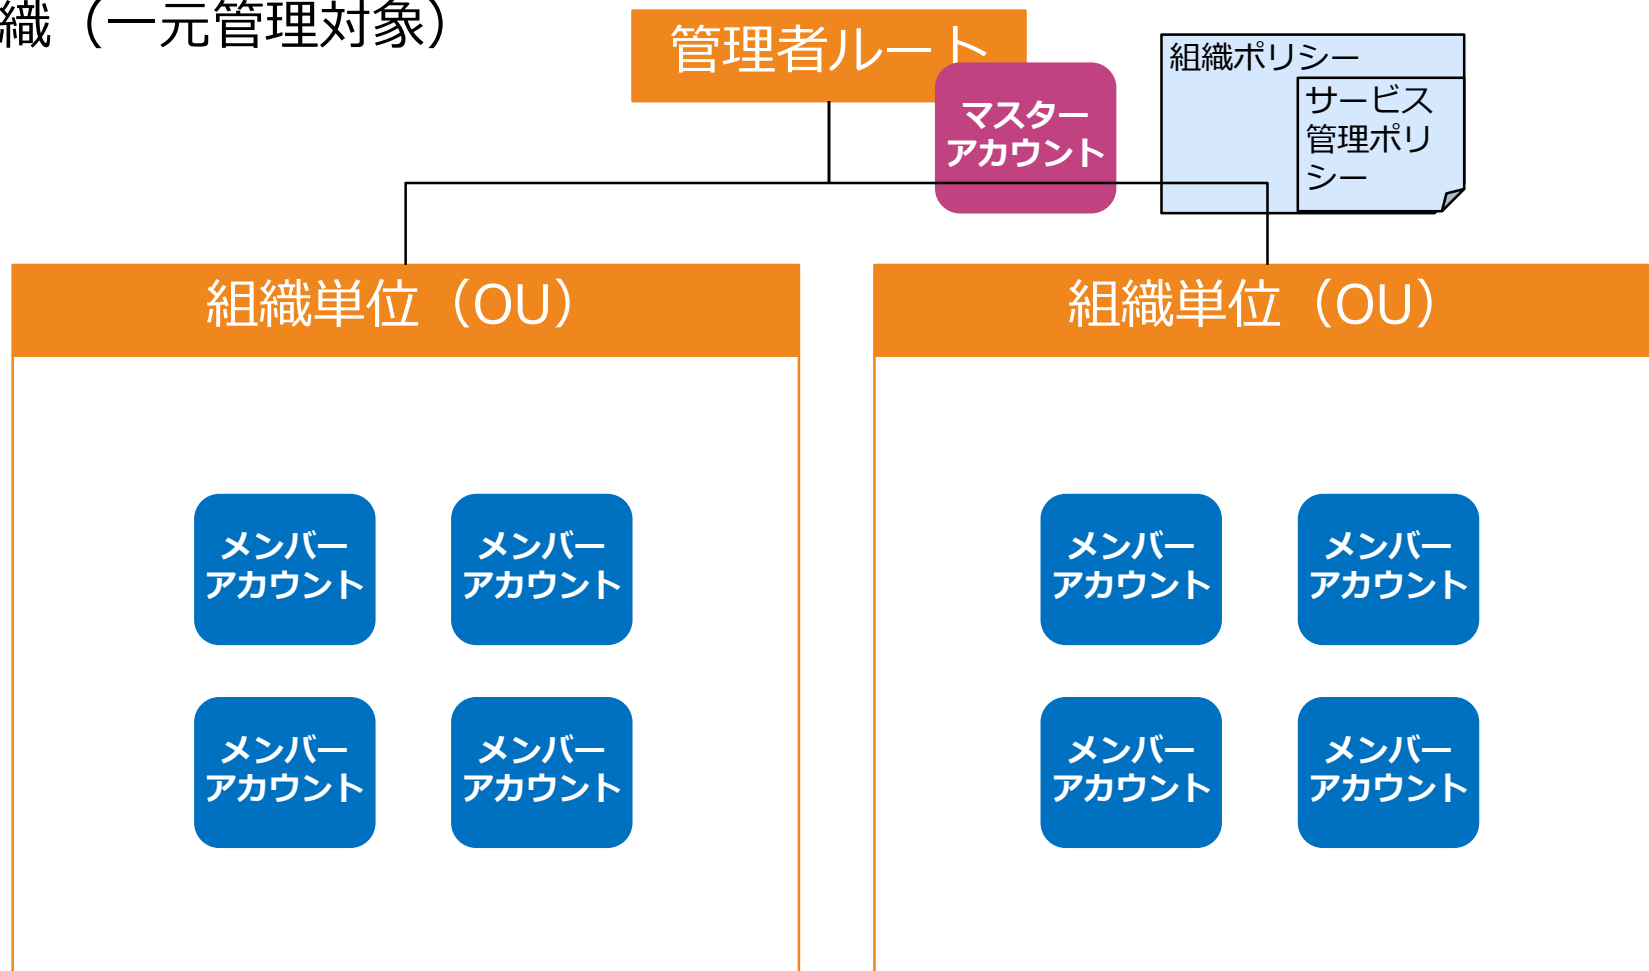 織（一元管理対象）
管理者ルート
マスター
アカウント
組織ポリシー
サービス
管理ポリ
シー
組織単位（OU）
組織単位（OU）
メンバー
アカウント
メンバー
アカウント
メンバー
アカウント
メンバー
アカウント
メンバー
アカウント
メンバー
アカウント
メンバー
アカウント
メンバー
アカウント